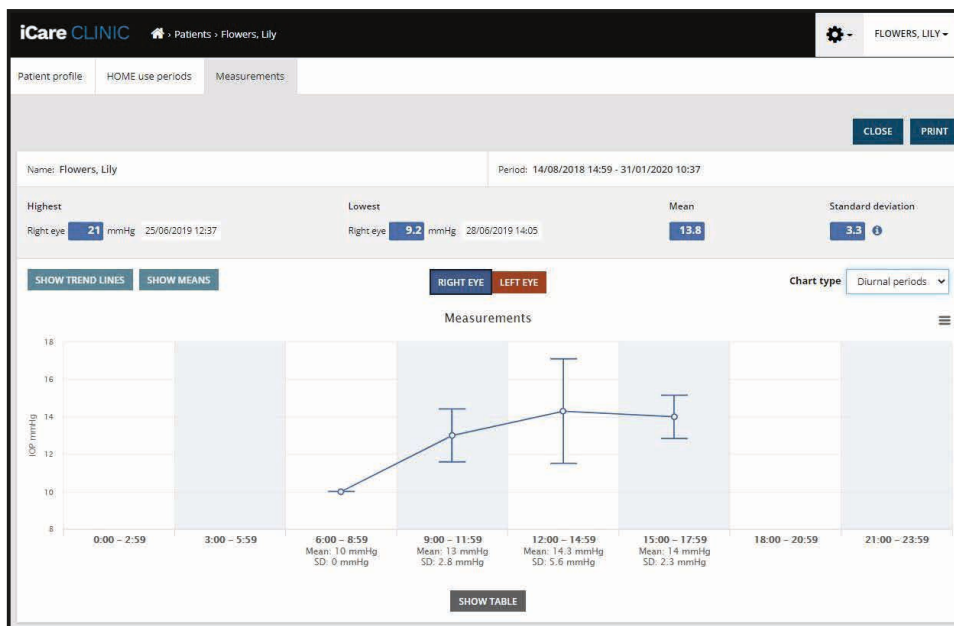 iCare CLINIC › Patients › Flowers, Lily FLOWERS, LILY
Patient profile HOME use periods Measurements
CLOSE PRINT
Name: Flowers, Lily Period: 14/08/2018 14:59 - 31/01/2020 10:37
Highest Lowest Mean Standard deviation
Right eye 21 mmHg 25/06/2019 12:37 Right eye 9.2 mmHg 28/06/2019 14:05 13.8 3.3 i
SHOW TREND LINES SHOW MEANS RIGHT EYE LEFT EYE Chart type Diurnal periods
Measurements
18
16
14
12
10
8
IOP mmHg
0:00 – 2:59 3:00 – 5:59 6:00 – 8:59 9:00 – 11:59 12:00 – 14:59 15:00 – 17:59 18:00 – 20:59 21:00 – 23:59
Mean: 10 mmHg Mean: 13 mmHg Mean: 14.3 mmHg Mean: 14 mmHg
SD: 0 mmHg SD: 2.8 mmHg SD: 5.6 mmHg SD: 2.3 mmHg
SHOW TABLE